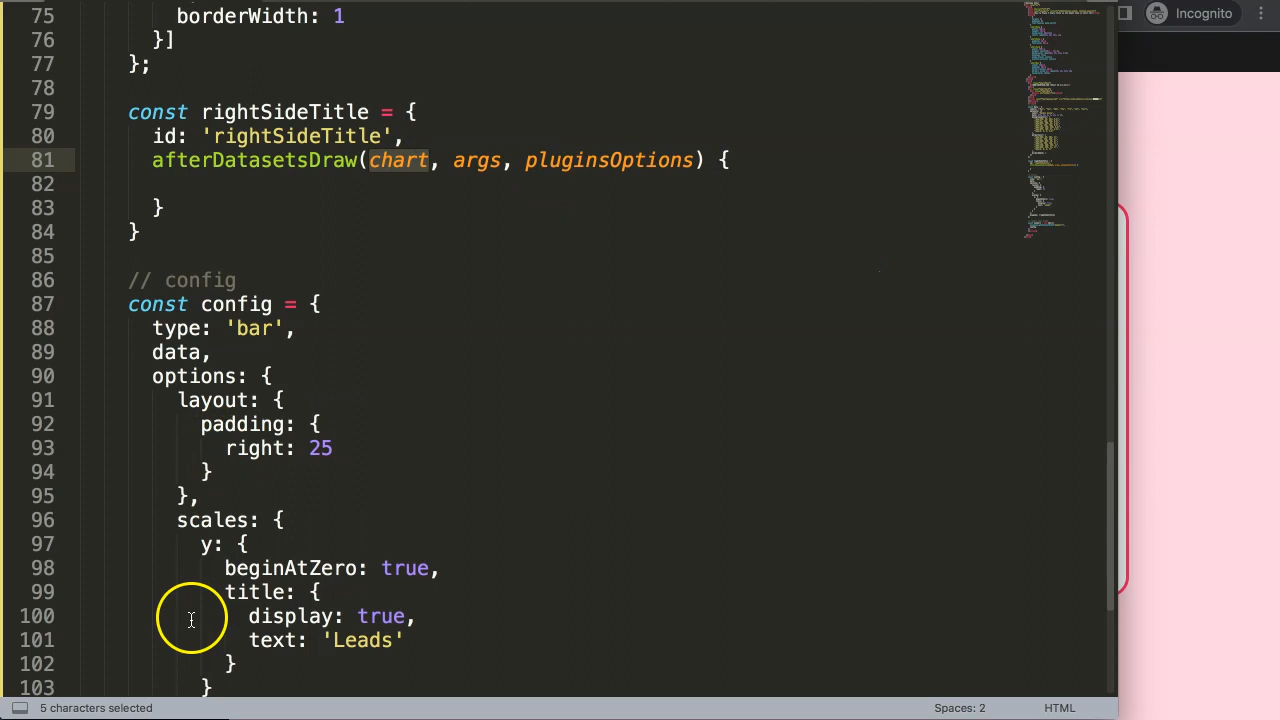 75 borderWidth: 1
76 }]
77 };
78
79 const rightSideTitle = {
80 id: 'rightSideTitle',
81 afterDatasetsDraw(chart, args, pluginsOptions) {
82
83 }
84 }
85
86 // config
87 const config = {
88 type: 'bar',
89 data,
90 options: {
91 layout: {
92 padding: {
93 right: 25
94 }
95 },
96 scales: {
97 y: {
98 beginAtZero: true,
99 title: {
100 display: true,
101 text: 'Leads'
102 }
103 }
5 characters selected
Spaces: 2
HTML
Incognito